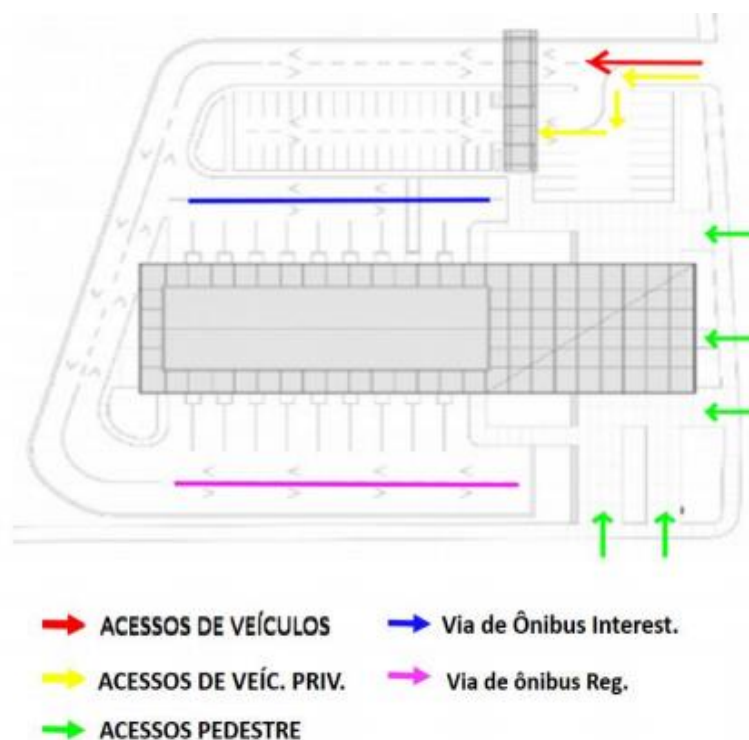 ACESSOS DE VEÍCULOS
Via de Ônibus Interest.
ACESSOS DE VEÍC. PRIV.
Via de ônibus Reg.
ACESSOS PEDESTRE